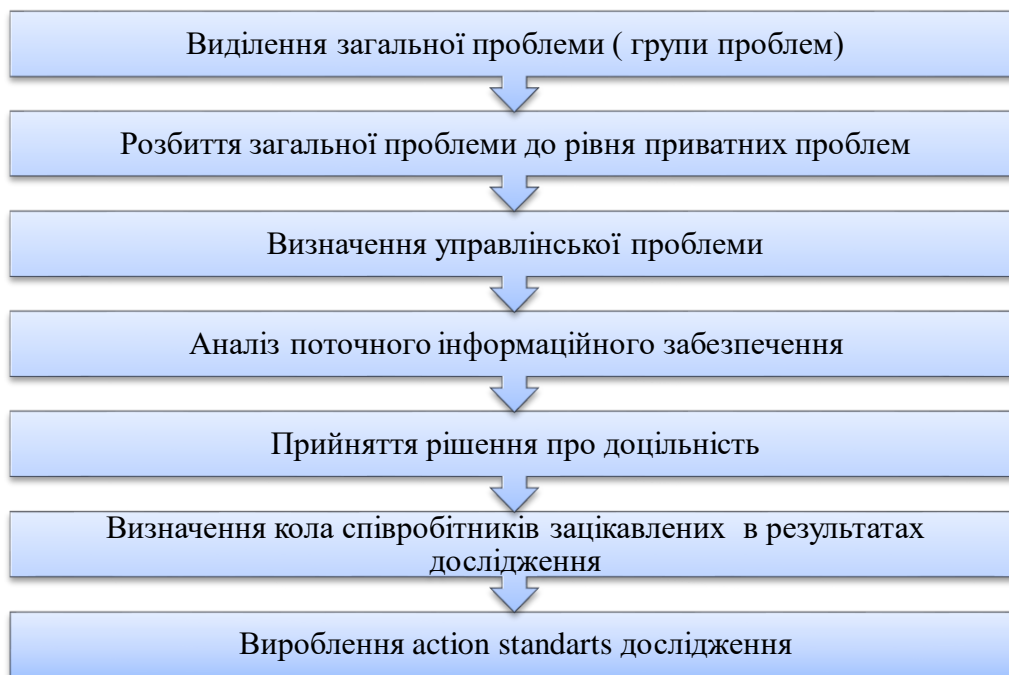 Виділення загальної проблеми ( групи проблем)
Розбиття загальної проблеми до рівня приватних проблем
Визначення управлінської проблеми
Аналіз поточного інформаційного забезпечення
Прийняття рішення про доцільність
Визначення кола співробітників зацікавлених  в результатах
дослідження
Вироблення action standarts дослідження